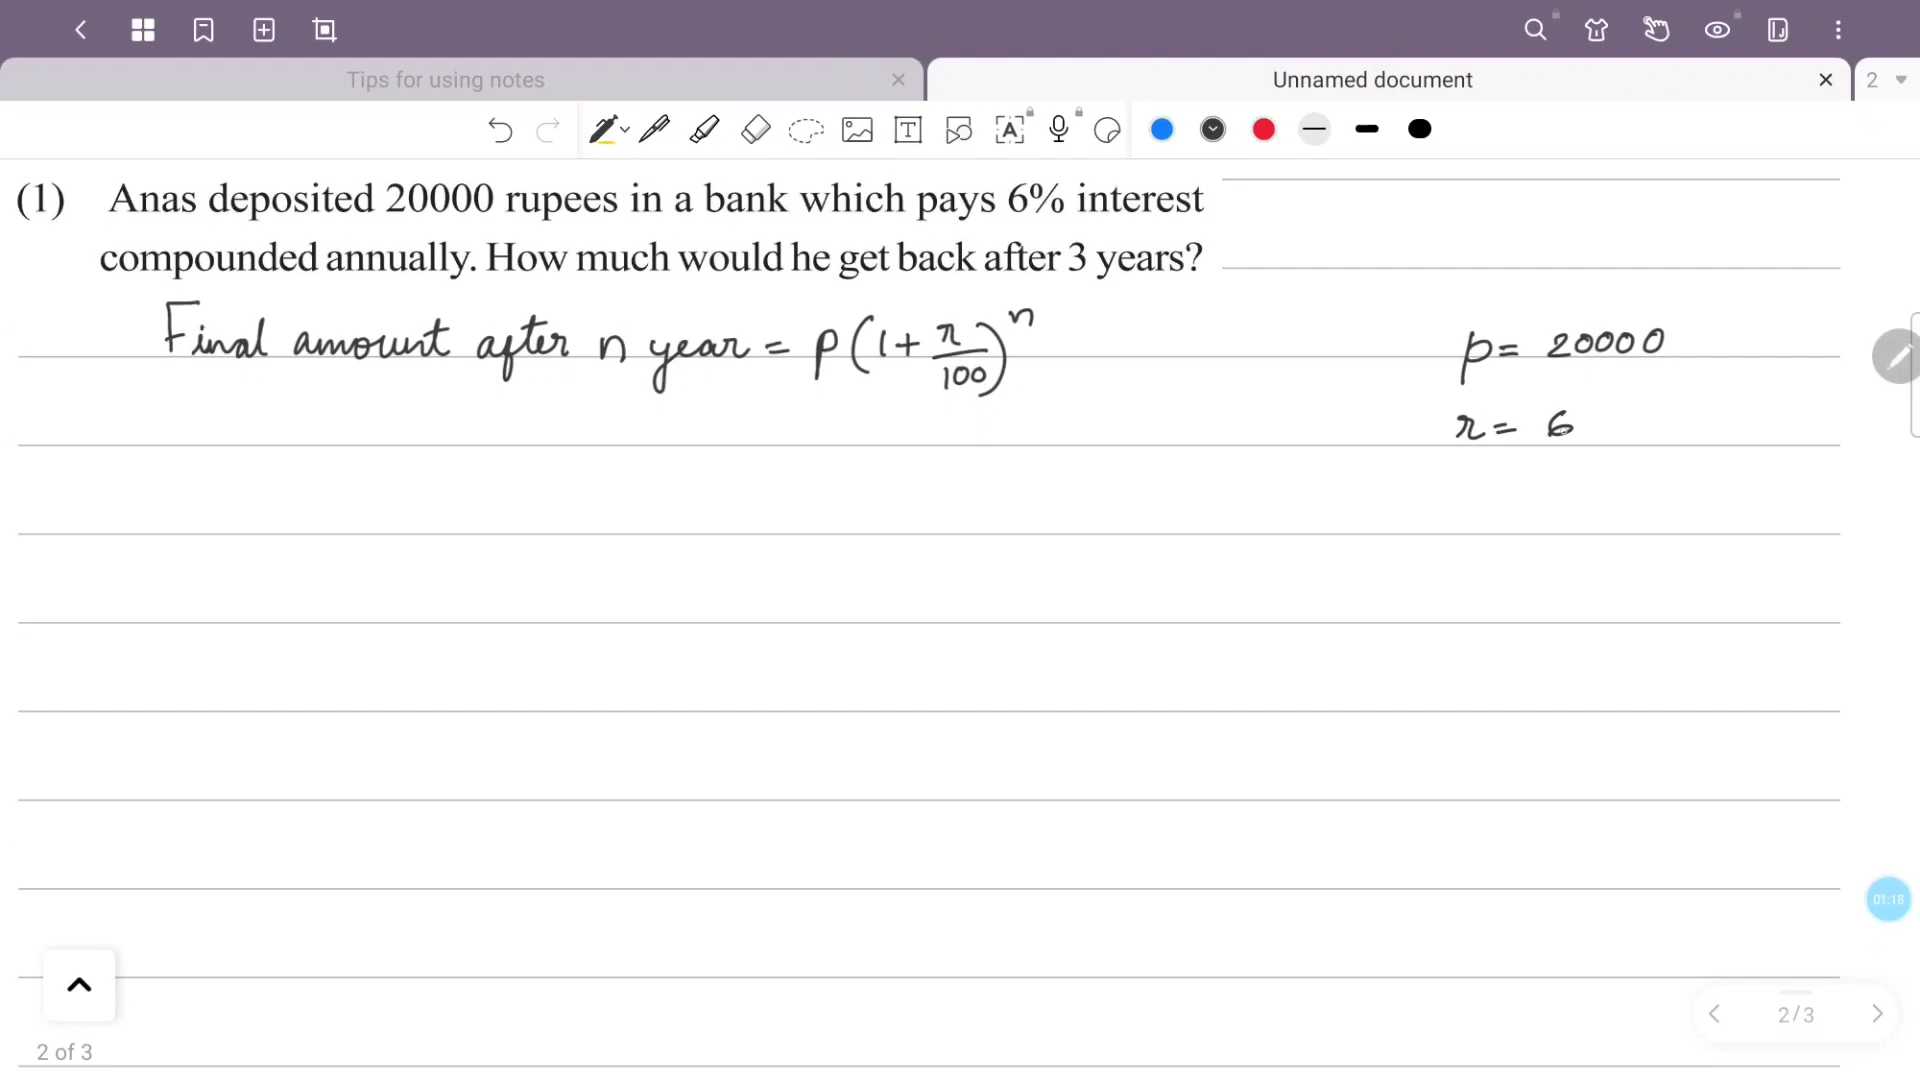 Tips for using notes
Unnamed document
2
(1) Anas deposited 20000 rupees in a bank which pays 6% interest
compounded annually. How much would he get back after 3 years?
Final amount after n year = p(1 + r/100)^n
p = 20000
r = 6
01:18
2/3
2 of 3